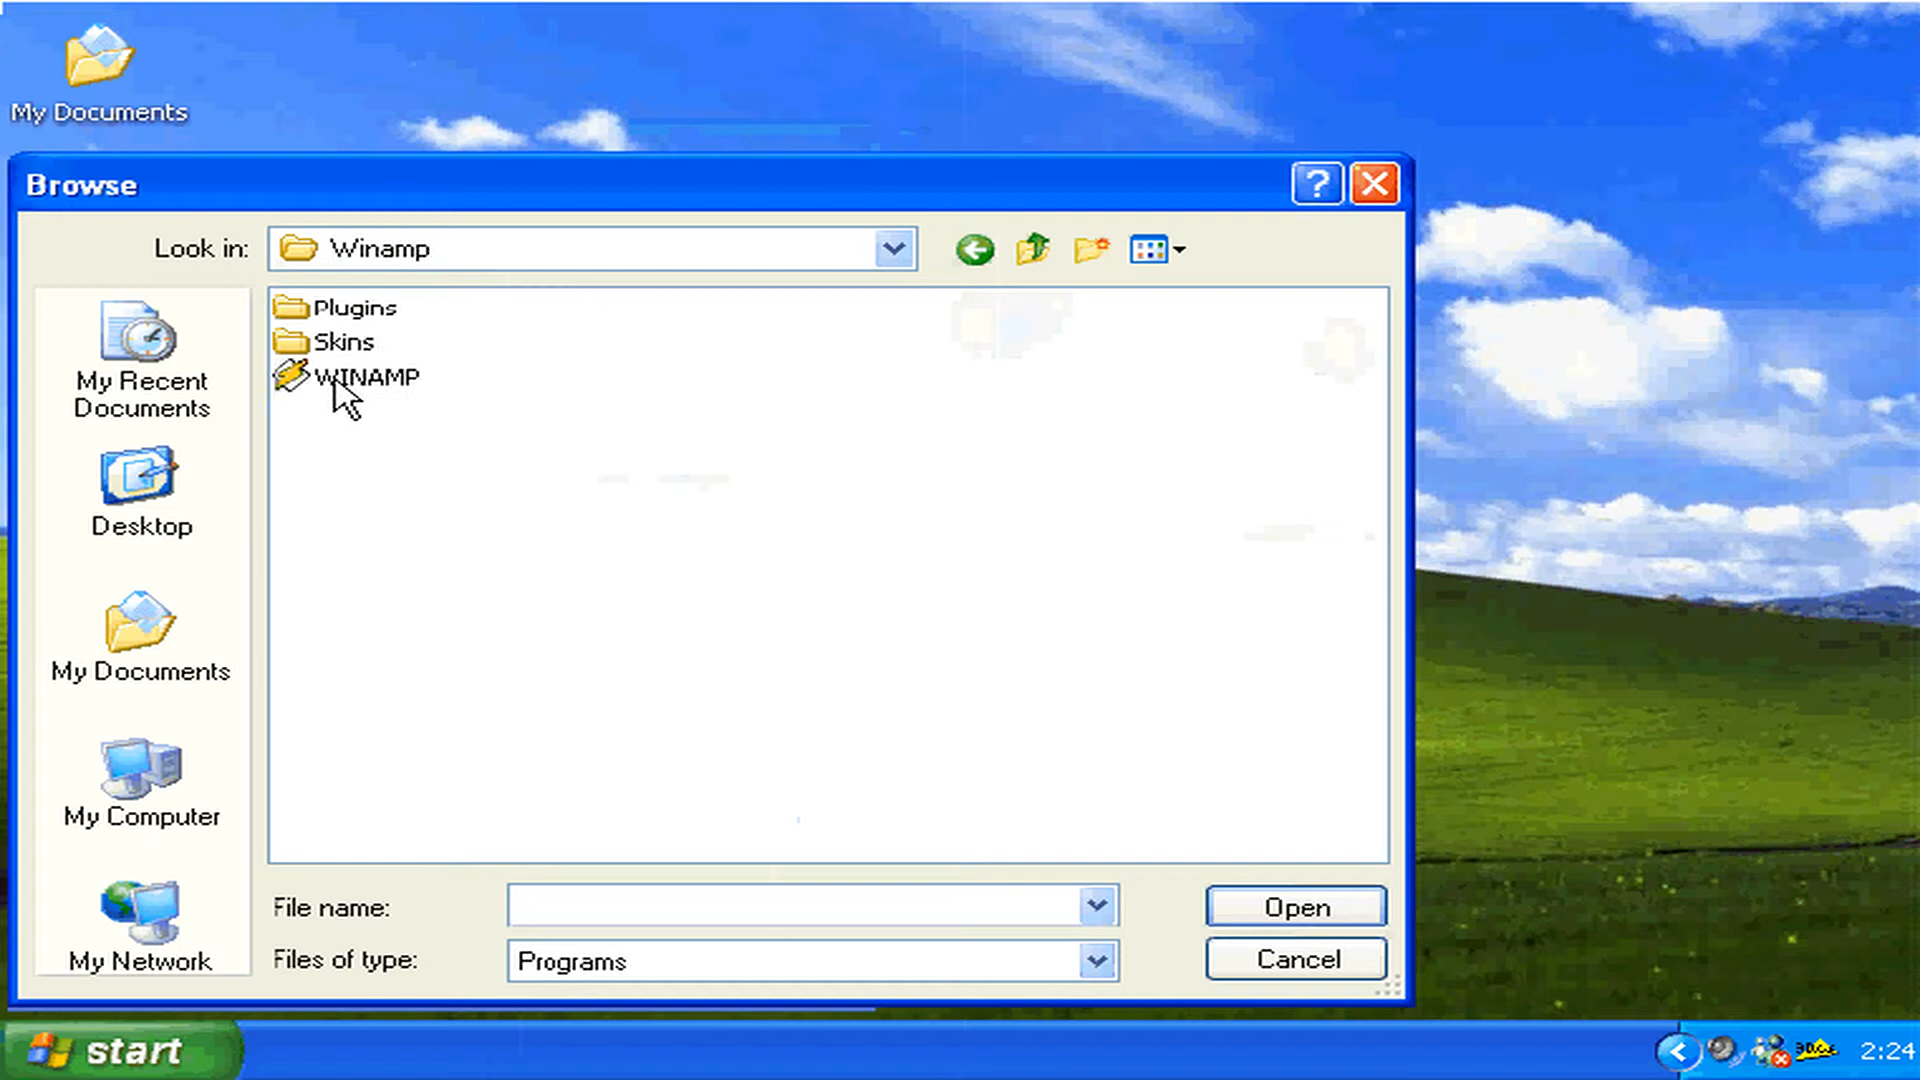 My Documents
Browse
Look in: Winamp
Plugins
Skins
WINAMP
My Recent
Documents
Desktop
My Documents
My Computer
My Network
File name:
Open
Files of type: Programs
Cancel
start
2:24